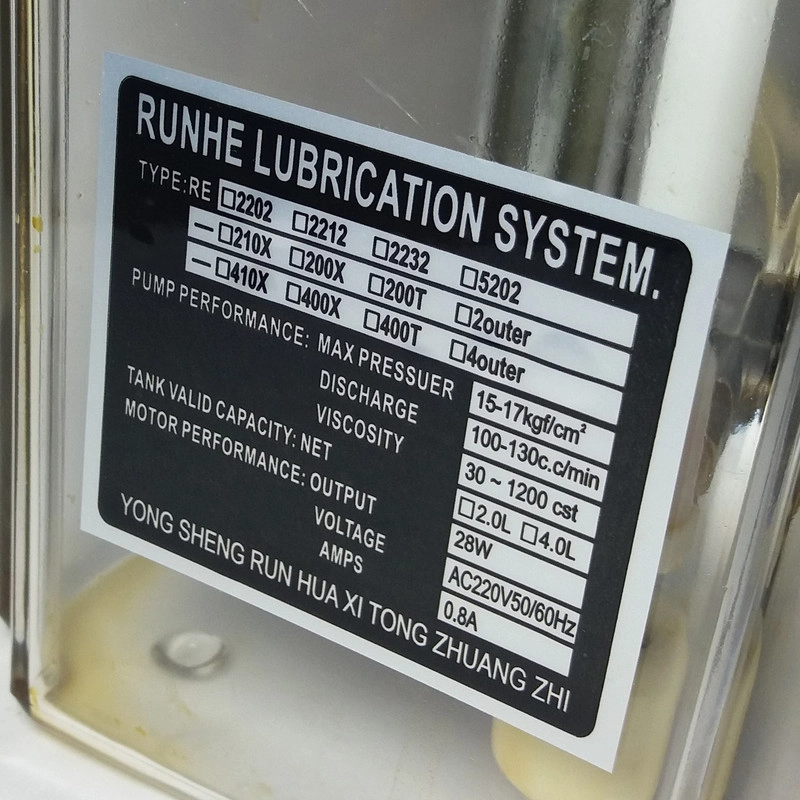 RUNHE LUBRICATION SYSTEM.
TYPE:RE □2202 □2212 □2232 □5202
—□210X □200X □200T □2outer
—□410X □400X □400T □4outer
PUMP PERFORMANCE: MAX PRESSUER 15-17kgf/cm²
DISCHARGE 100-130c.c/min
VISCOSITY 30 ~ 1200 cst
TANK VALID CAPACITY: NET □2.0L □4.0L
MOTOR PERFORMANCE: OUTPUT 28W
VOLTAGE AC220V50/60Hz
AMPS 0.8A
YONG SHENG RUN HUA XI TONG ZHUANG ZHI